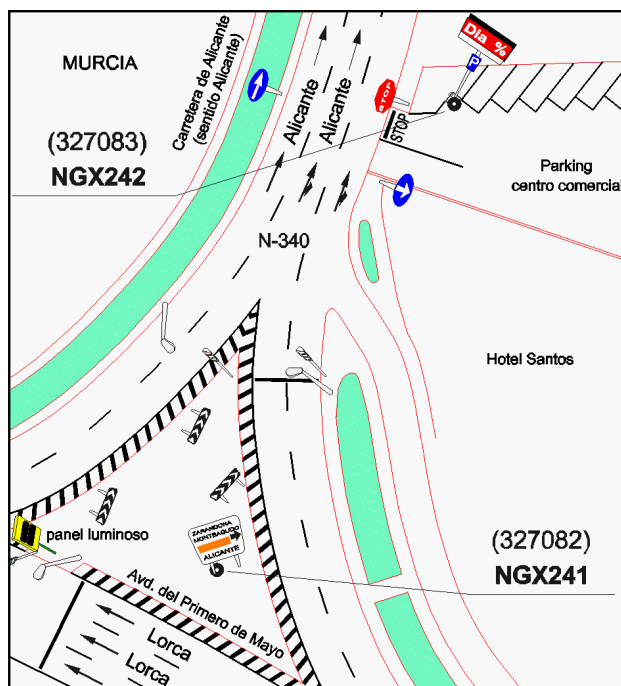 MURCIA
Carretera de Alicante
(sentido Alicante)
Dia %
P
STOP
STOP
Alicante
Alicante
(327083)
NGX242
Parking
centro comercial
N-340
Hotel Santos
panel luminoso
ZARANDONA
MONTEAGUDO
ALICANTE
(327082)
NGX241
Avd. del Primero de Mayo
Lorca
Lorca